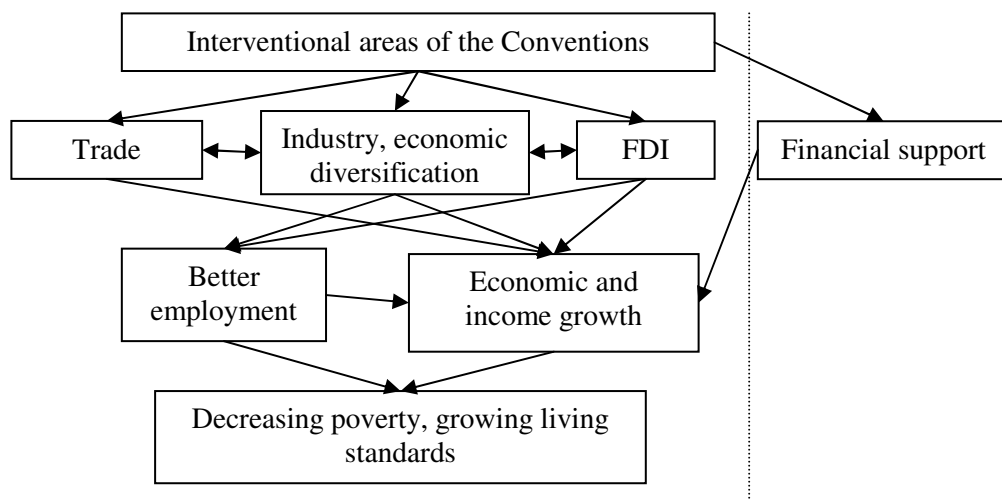 Interventional areas of the Conventions
Trade
Industry, economic
diversification
FDI
Financial support
Better
employment
Economic and
income growth
Decreasing poverty, growing living
standards